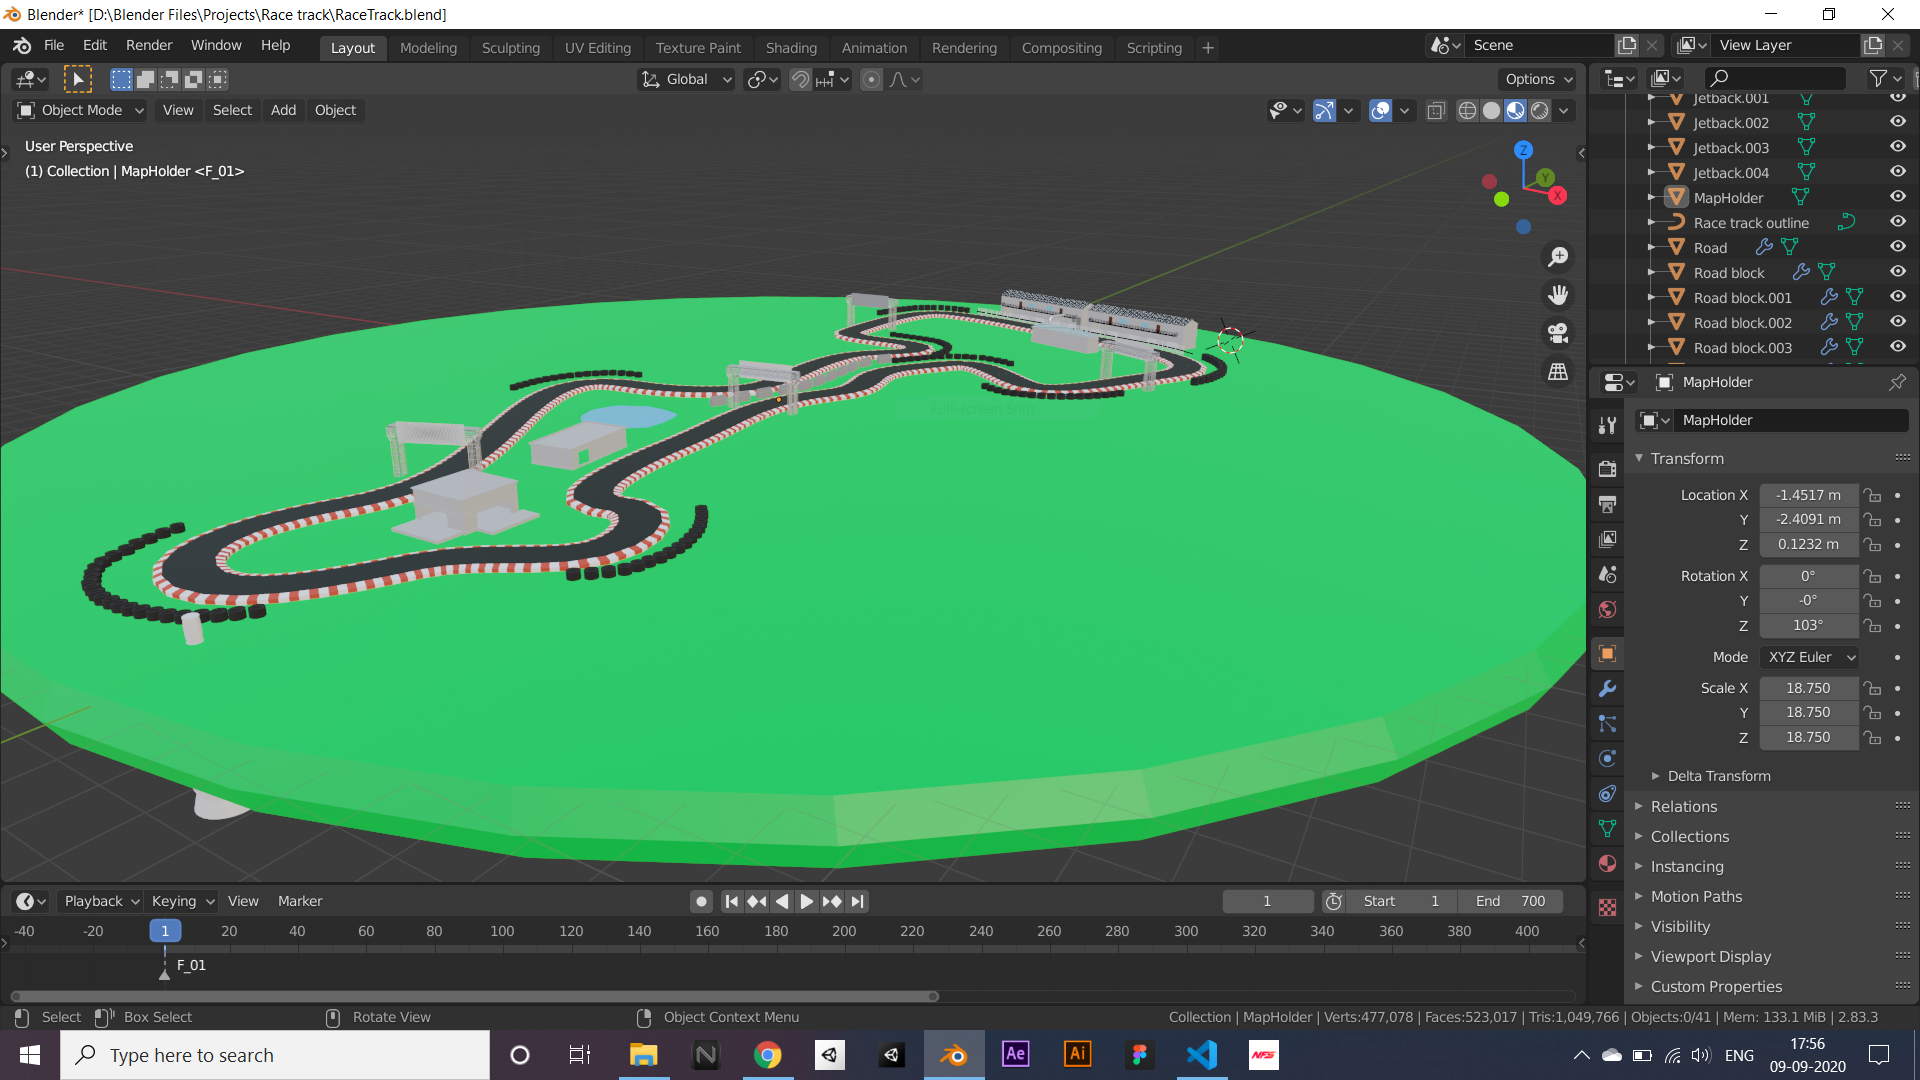 Blender* [D:\Blender Files\Projects\Race track\RaceTrack.blend]
File Edit Render Window Help
Layout Modeling Sculpting UV Editing Texture Paint Shading Animation Rendering Compositing Scripting +
Scene
View Layer
Global
Options
Object Mode View Select Add Object
User Perspective
(1) Collection | MapHolder <F_01>
Z
Y
X
Full-screen Snip
Jetback.001
Jetback.002
Jetback.003
Jetback.004
MapHolder
Race track outline
Road
Road block
Road block.001
Road block.002
Road block.003
MapHolder
MapHolder
Transform
Location X -1.4517 m
Y -2.4091 m
Z 0.1232 m
Rotation X 0°
Y -0°
Z 103°
Mode XYZ Euler
Scale X 18.750
Y 18.750
Z 18.750
Delta Transform
Relations
Collections
Instancing
Motion Paths
Visibility
Viewport Display
Custom Properties
Playback Keying View Marker
1 Start 1 End 700
-40 -20 1 20 40 60 80 100 120 140 160 180 200 220 240 260 280 300 320 340 360 380 400
F_01
Select Box Select Rotate View Object Context Menu
Collection | MapHolder | Verts:477,078 | Faces:523,017 | Tris:1,049,766 | Objects:0/41 | Mem: 133.1 MiB | 2.83.3
Type here to search
N
Ae
Ai
NFS
ENG
17:56
09-09-2020